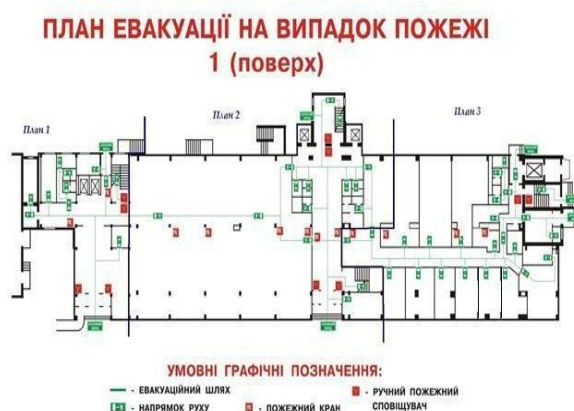 ПЛАН ЕВАКУАЦІЇ НА ВИПАДОК ПОЖЕЖІ
1 (поверх)
План 1
План 2
План 3
УМОВНІ ГРАФІЧНІ ПОЗНАЧЕННЯ:
- ЕВАКУАЦІЙНИЙ ШЛЯХ
- НАПРЯМОК РУХУ
- ПОЖЕЖНИЙ КРАН
- РУЧНИЙ ПОЖЕЖНИЙ
СПОВІЩУВАЧ